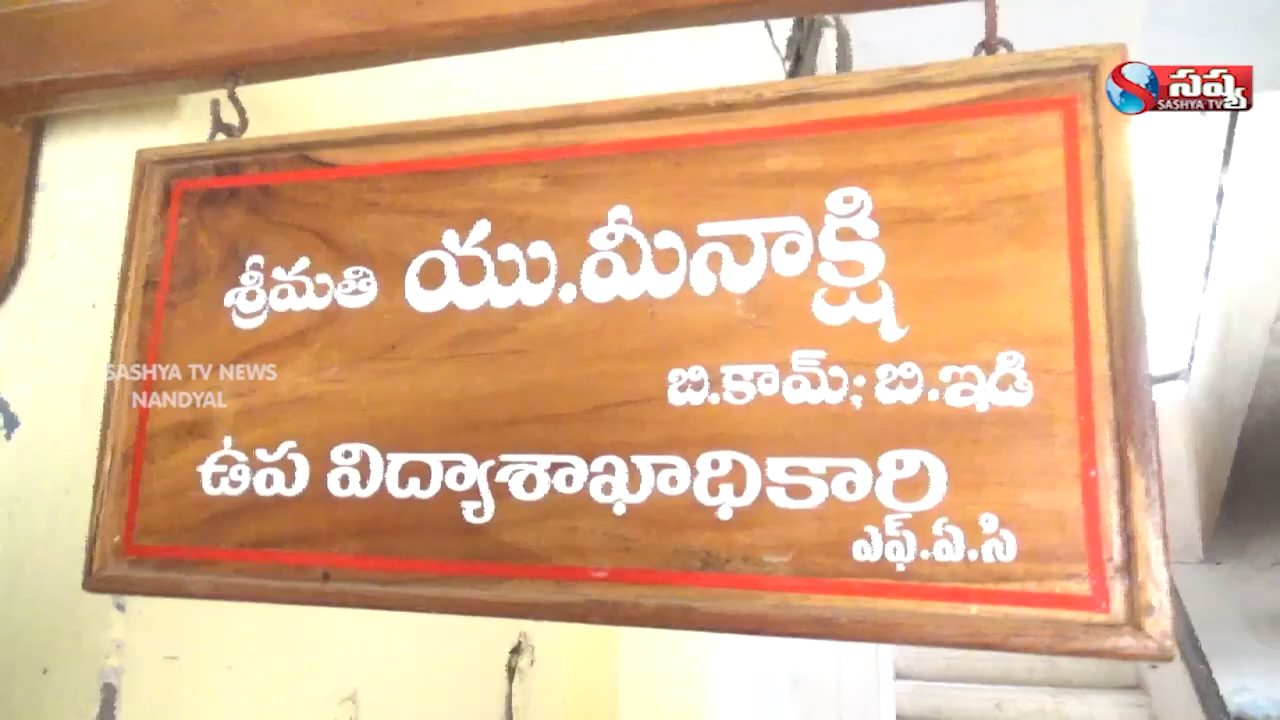 సష్య
SASHYA TV
శ్రీమతి యు.మీనాక్షి
బి.కామ్; బి.ఇడి
SASHYA TV NEWS
NANDYAL
ఉప విద్యాశాఖాధికారి
ఎఫ్.ఏ.సి